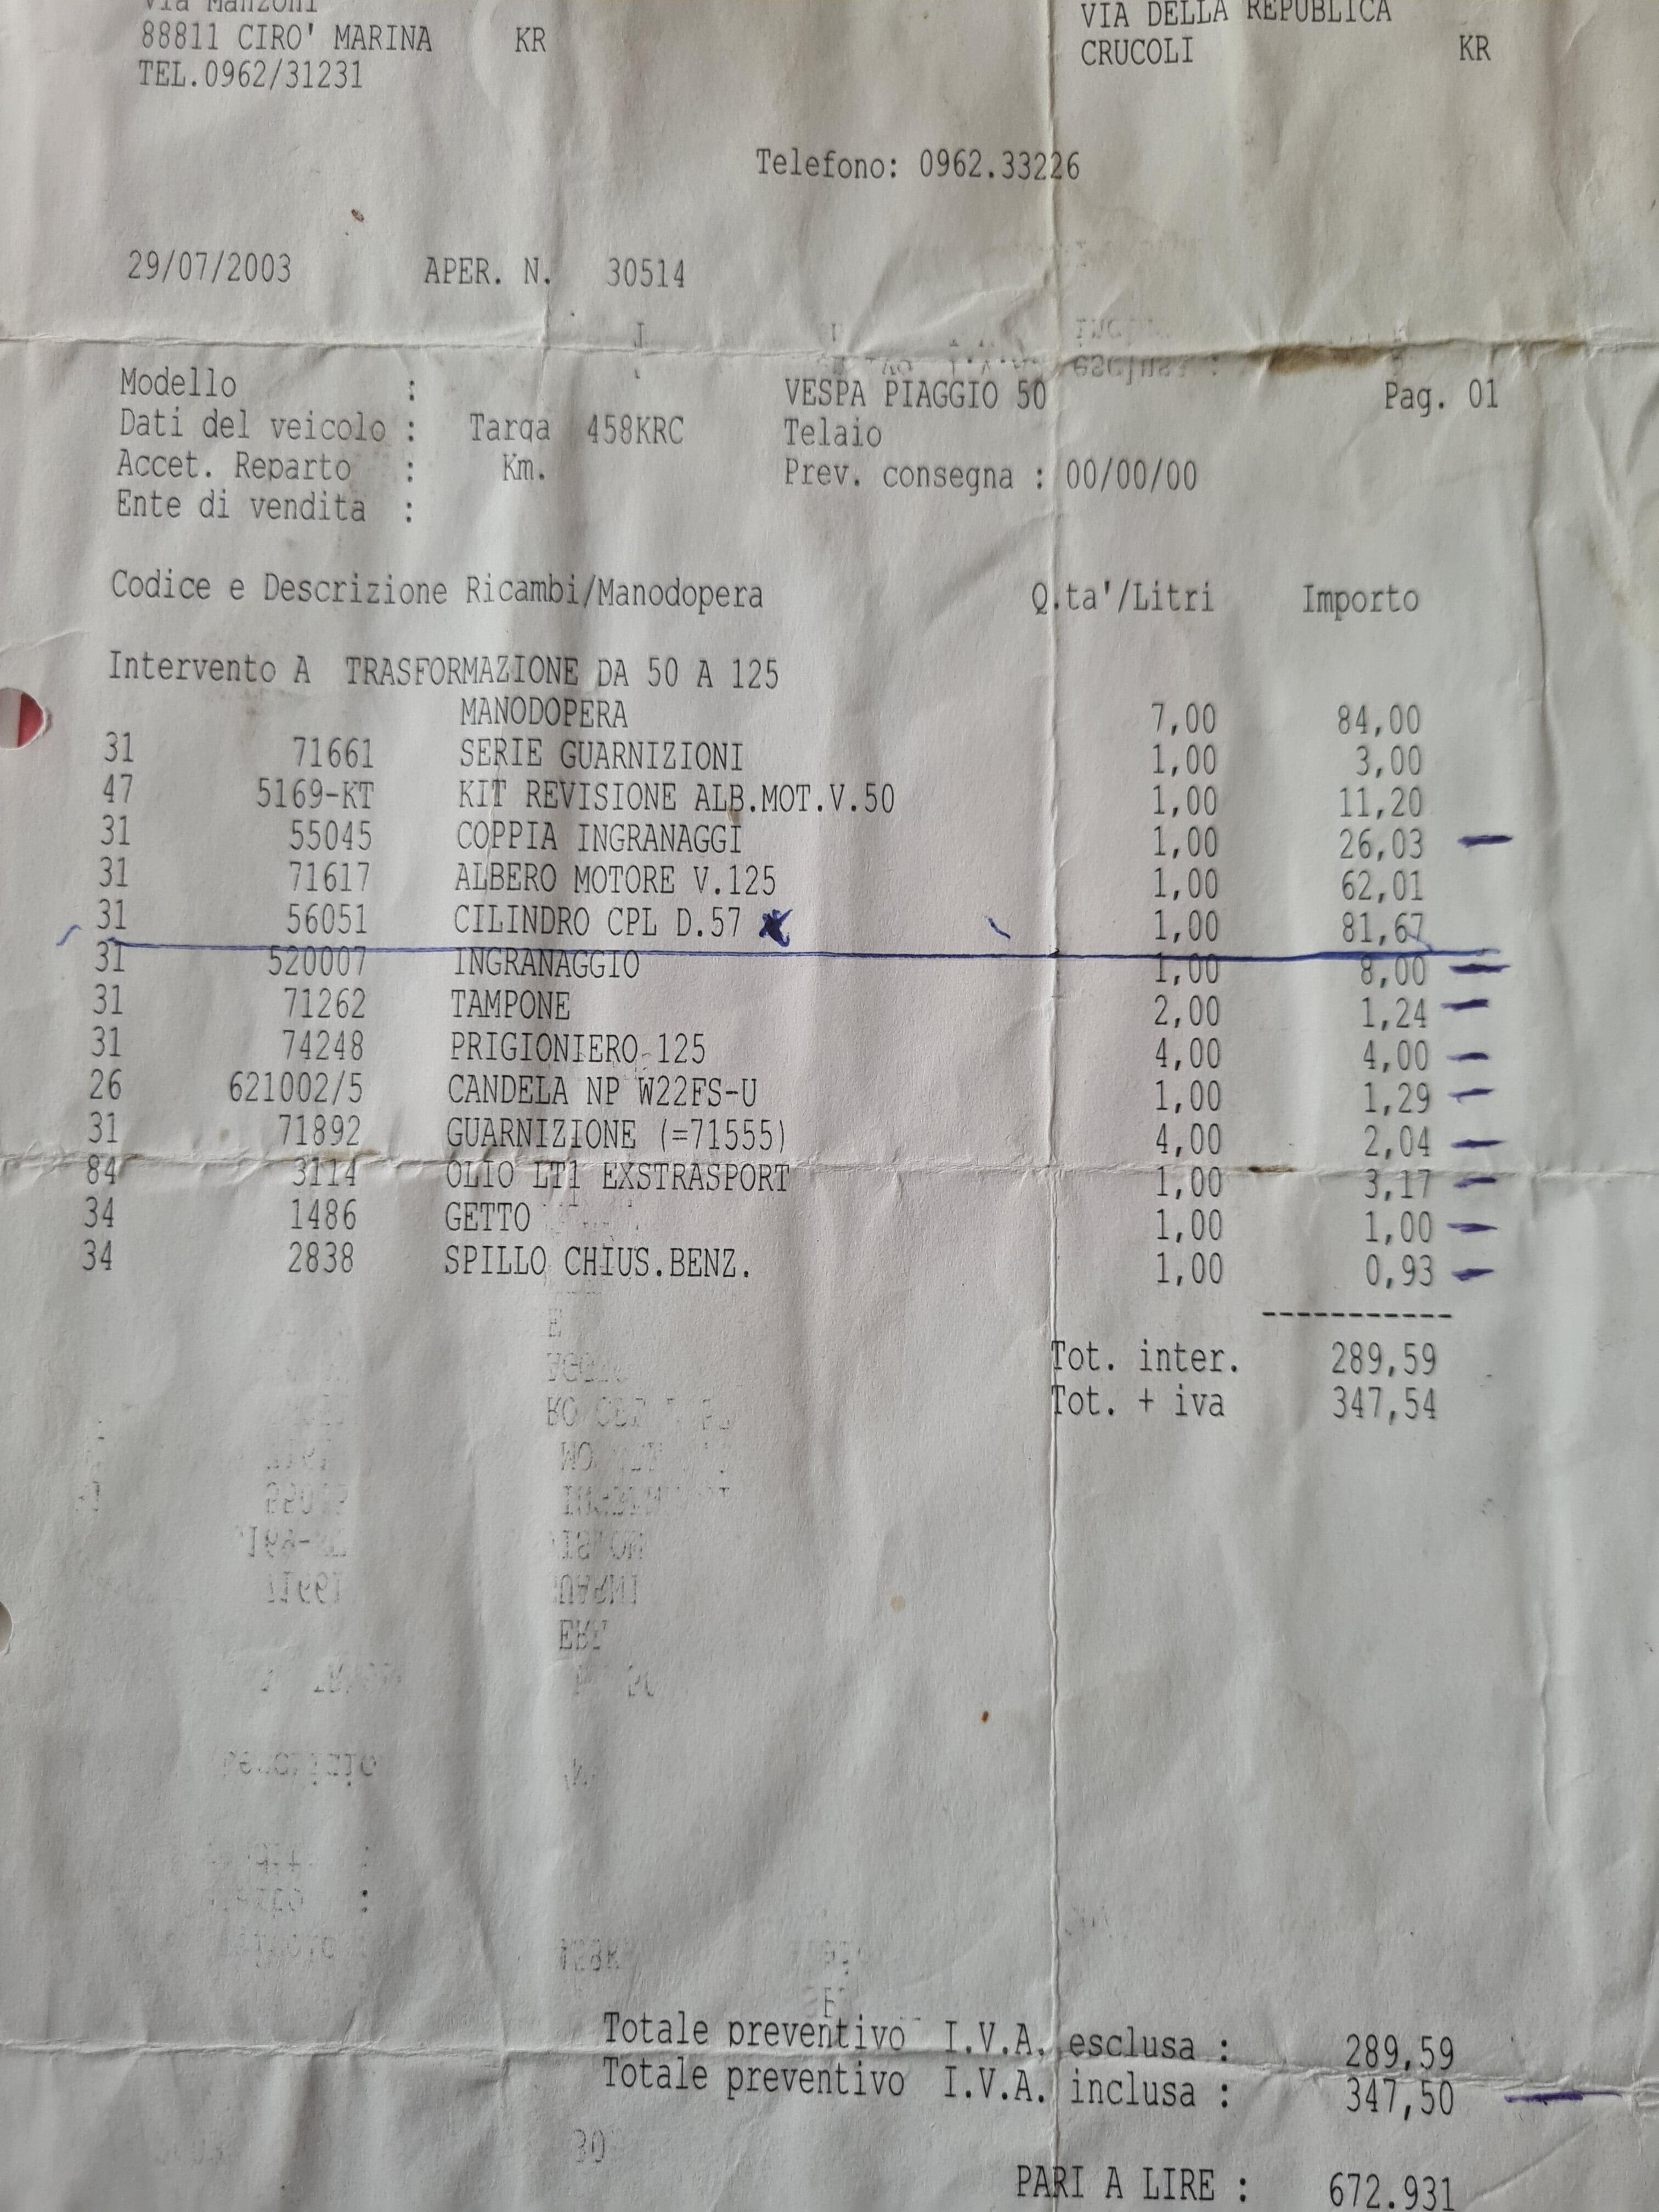 Via Manzoni
VIA DELLA REPUBLICA
88811 CIRO' MARINA KR
CRUCOLI KR
TEL.0962/31231
Telefono: 0962.33226
29/07/2003 APER. N. 30514
Modello : VESPA PIAGGIO 50 Pag. 01
Dati del veicolo : Targa 458KRC Telaio
Accet. Reparto : Km. Prev. consegna : 00/00/00
Ente di vendita :
Codice e Descrizione Ricambi/Manodopera Q.ta'/Litri Importo
Intervento A TRASFORMAZIONE DA 50 A 125
MANODOPERA 7,00 84,00
31 71661 SERIE GUARNIZIONI 1,00 3,00
47 5169-KT KIT REVISIONE ALB.MOT.V.50 1,00 11,20
31 55045 COPPIA INGRANAGGI 1,00 26,03
31 71617 ALBERO MOTORE V.125 1,00 62,01
31 56051 CILINDRO CPL D.57 1,00 81,67
31 520007 INGRANAGGIO 1,00 8,00
31 71262 TAMPONE 2,00 1,24
31 74248 PRIGIONIERO 125 4,00 4,00
26 621002/5 CANDELA NP W22FS-U 1,00 1,29
31 71892 GUARNIZIONE (=71555) 4,00 2,04
84 3114 OLIO LT1 EXSTRASPORT 1,00 3,17
34 1486 GETTO 1,00 1,00
34 2838 SPILLO CHIUS.BENZ. 1,00 0,93
-----------
Tot. inter. 289,59
Tot. + iva 347,54
Totale preventivo I.V.A. esclusa : 289,59
Totale preventivo I.V.A. inclusa : 347,50
PARI A LIRE : 672.931